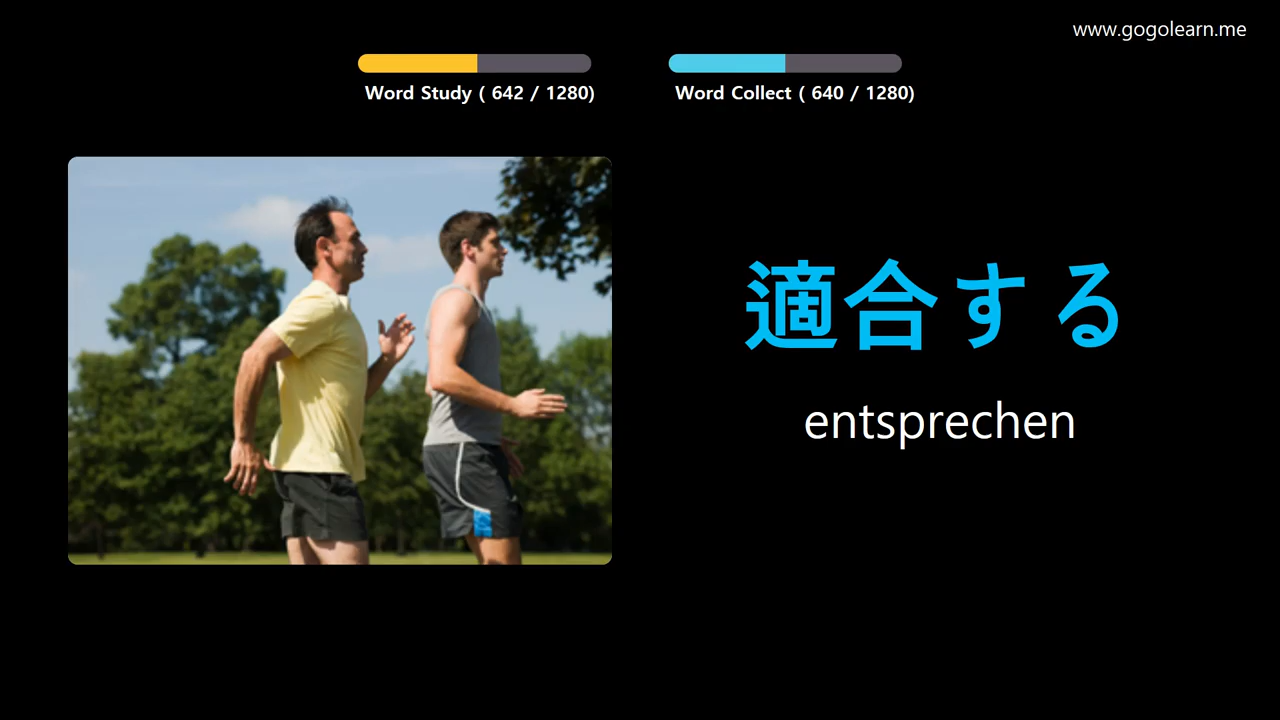 www.gogolearn.me
Word Study ( 642 / 1280)
Word Collect ( 640 / 1280)
適合する
entsprechen